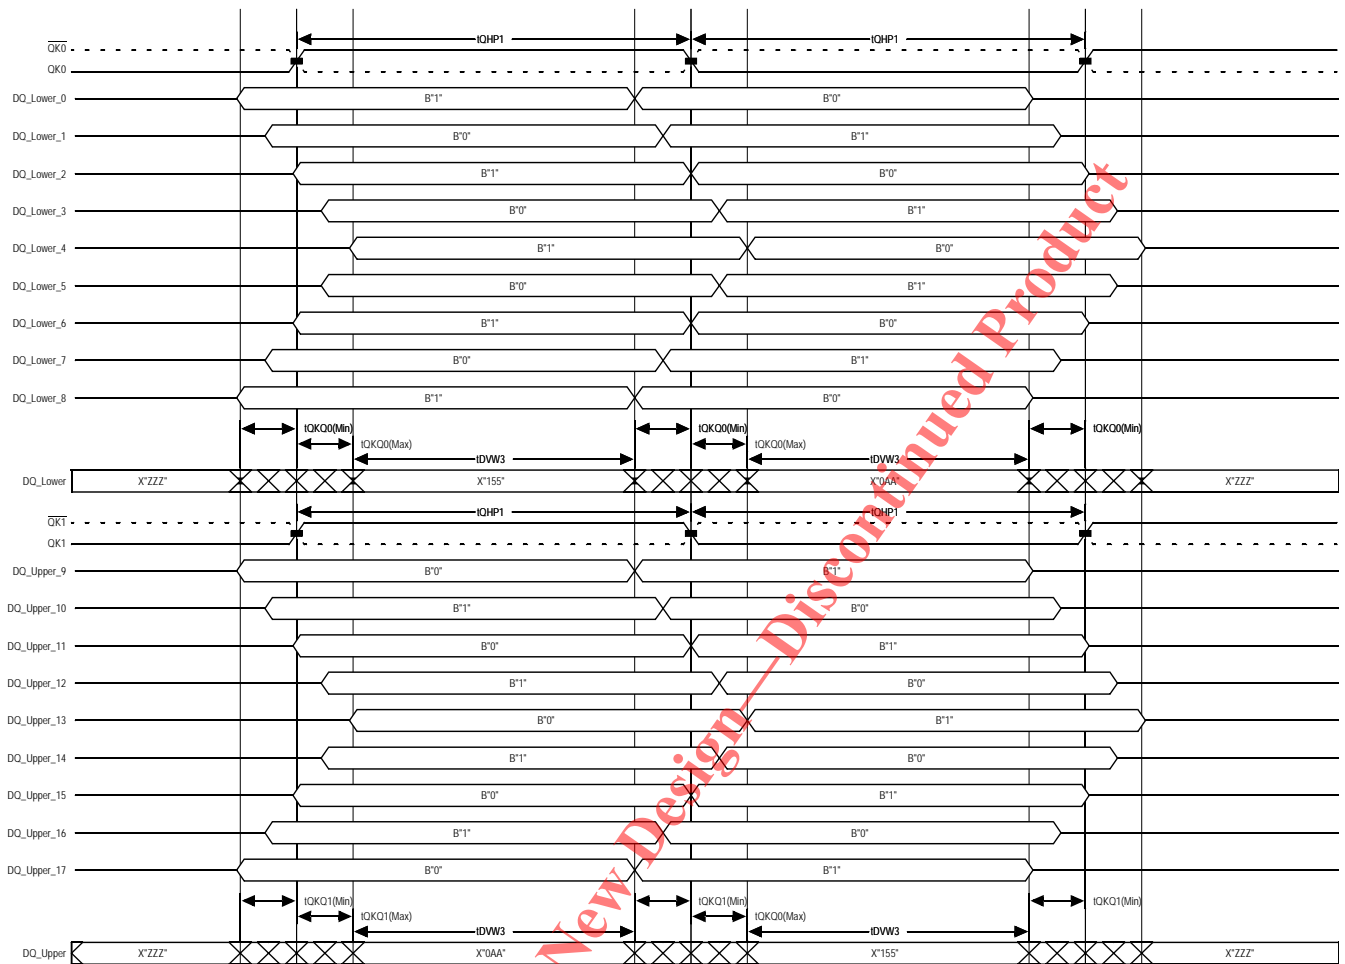 tQHP1 tQHP1
QK0
QK0
DQ_Lower_0 B"1" B"0"
DQ_Lower_1 B"0" B"1"
DQ_Lower_2 B"1" B"0"
DQ_Lower_3 B"0" B"1"
DQ_Lower_4 B"1" B"0"
DQ_Lower_5 B"0" B"1"
DQ_Lower_6 B"1" B"0"
DQ_Lower_7 B"0" B"1"
DQ_Lower_8 B"1" B"0"
tQKQ0(Min) tQKQ0(Min) tQKQ0(Min)
tQKQ0(Max) tQKQ0(Max)
tDVW3 tDVW3
DQ_Lower X"ZZZ" X"155" X"0AA" X"ZZZ"
tQHP1 tQHP1
QK1
QK1
DQ_Upper_9 B"0" B"1"
DQ_Upper_10 B"1" B"0"
DQ_Upper_11 B"0" B"1"
DQ_Upper_12 B"1" B"0"
DQ_Upper_13 B"0" B"1"
DQ_Upper_14 B"1" B"0"
DQ_Upper_15 B"0" B"1"
DQ_Upper_16 B"1" B"0"
DQ_Upper_17 B"0" B"1"
tQKQ1(Min) tQKQ1(Min) tQKQ1(Min)
tQKQ1(Max) tQKQ0(Max)
tDVW3 tDVW3
DQ_Upper X"ZZZ" X"0AA" X"155" X"ZZZ"
New Design—Discontinued Product